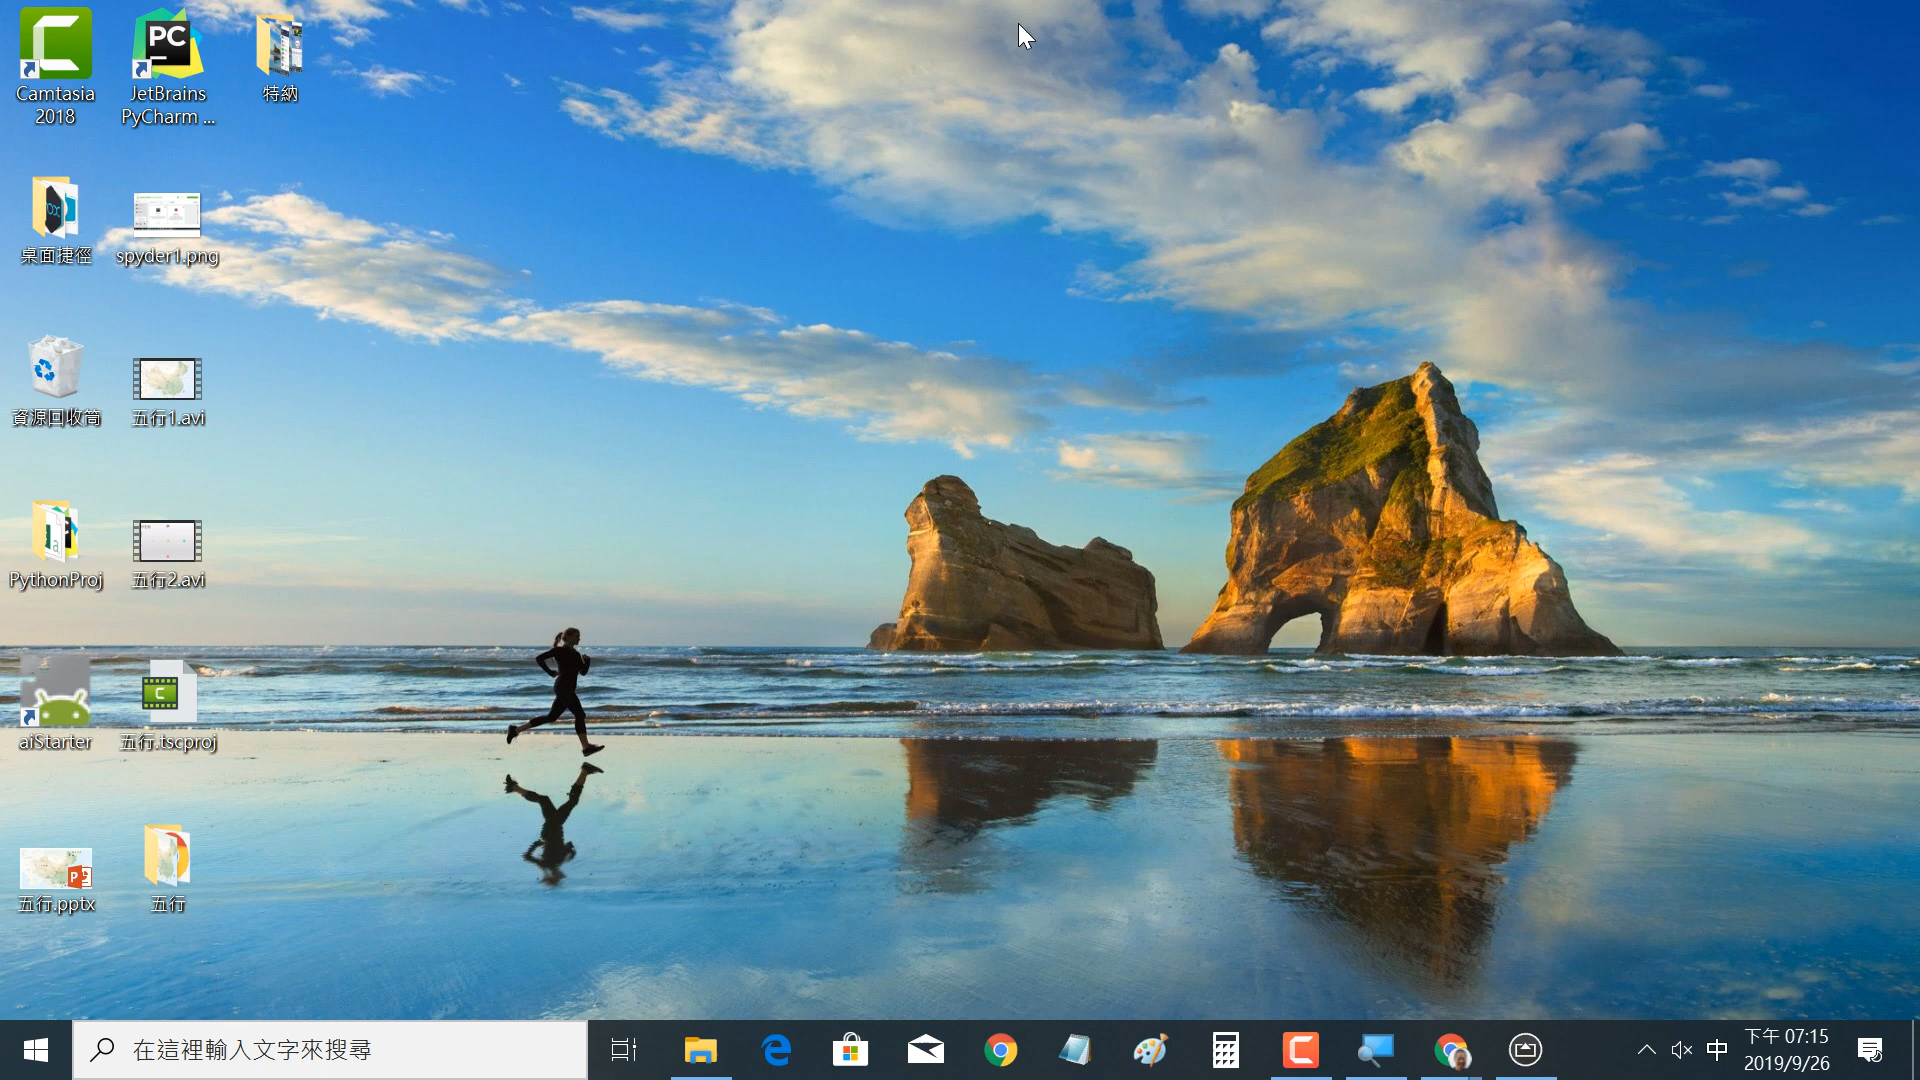 Camtasia
2018
JetBrains
PyCharm ...
特納
桌面捷徑
spyder1.png
資源回收筒
五行1.avi
PythonProj
五行2.avi
aiStarter
五行.tscproj
五行.pptx
五行
在這裡輸入文字來搜尋
中
下午 07:15
2019/9/26